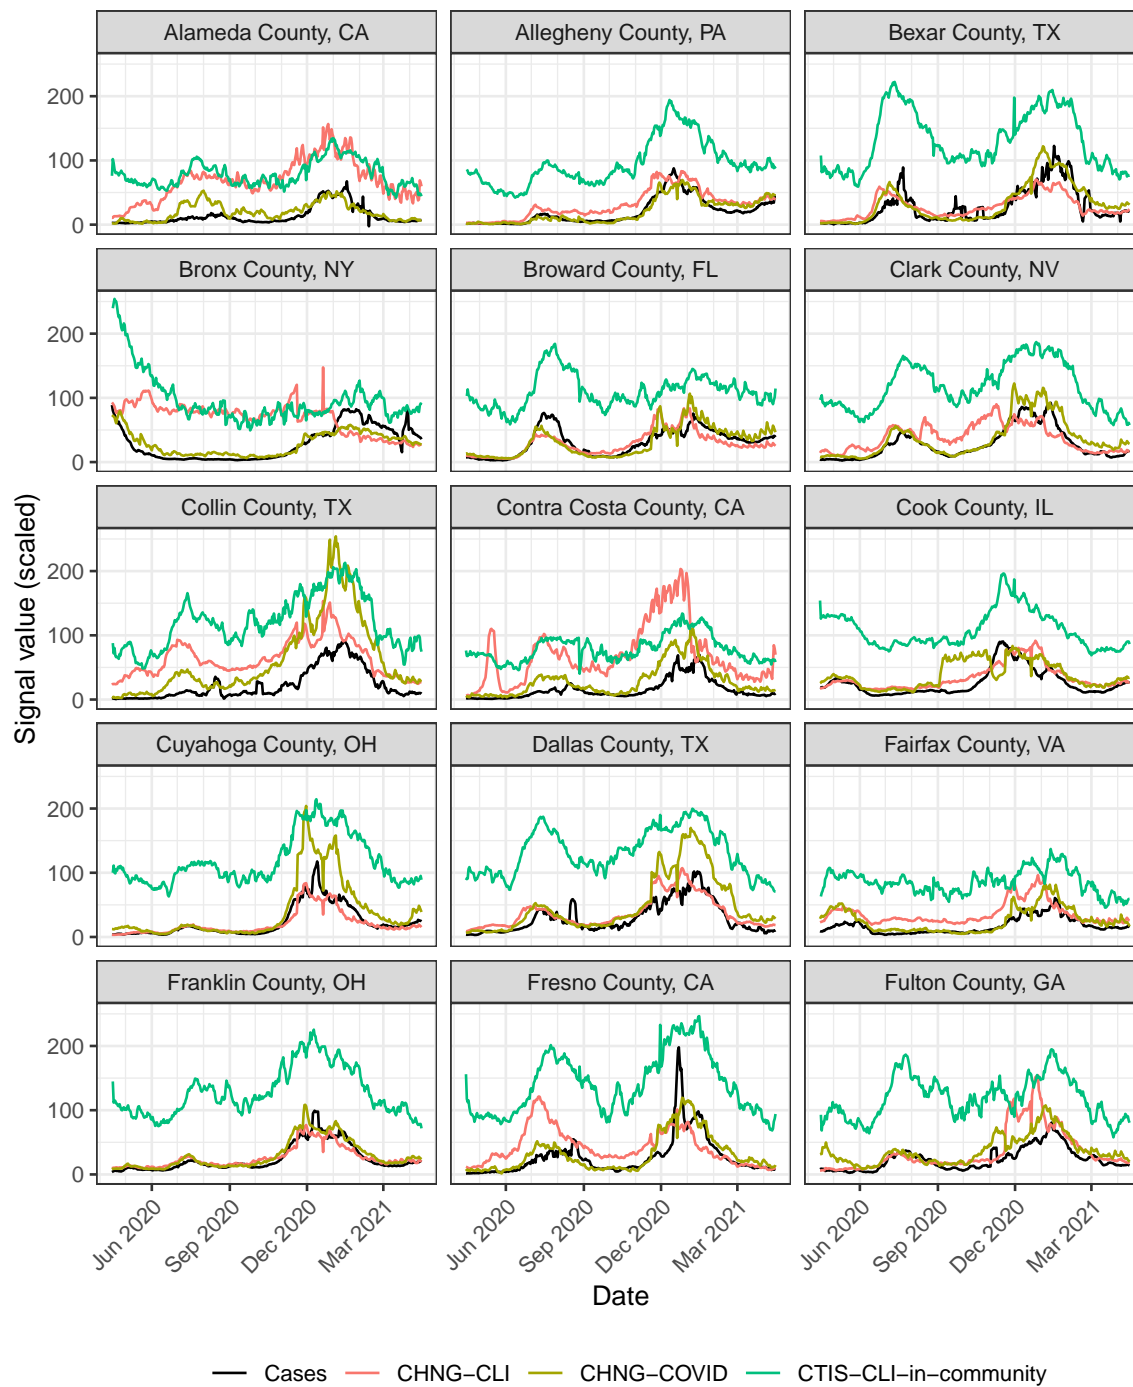 Alameda County, CA
Allegheny County, PA
Bexar County, TX
200
100
0
Bronx County, NY
Broward County, FL
Clark County, NV
200
100
0
Collin County, TX
Contra Costa County, CA
Cook County, IL
200
100
0
Signal value (scaled)
Cuyahoga County, OH
Dallas County, TX
Fairfax County, VA
200
100
0
Franklin County, OH
Fresno County, CA
Fulton County, GA
200
100
0
Jun 2020
Sep 2020
Dec 2020
Mar 2021
Jun 2020
Sep 2020
Dec 2020
Mar 2021
Jun 2020
Sep 2020
Dec 2020
Mar 2021
Date
Cases
CHNG−CLI
CHNG−COVID
CTIS−CLI−in−community